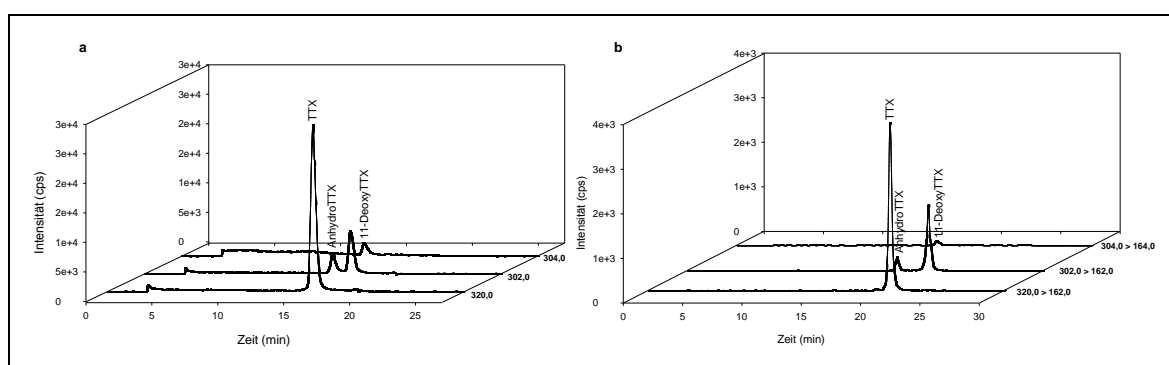 a
3e+4
3e+4
2e+4
2e+4
1e+4
5e+3
0
3e+4
3e+4
2e+4
2e+4
1e+4
5e+3
0
Intensität (cps)
TTX
AnhydroTTX
11-DeoxyTTX
304,0
302,0
320,0
0 5 10 15 20 25
Zeit (min)
b
4e+3
3e+3
2e+3
1e+3
0
4e+3
3e+3
2e+3
1e+3
0
Intensität (cps)
TTX
AnhydroTTX
11-DeoxyTTX
304,0 > 164,0
302,0 > 162,0
320,0 > 162,0
0 5 10 15 20 25 30
Zeit (min)